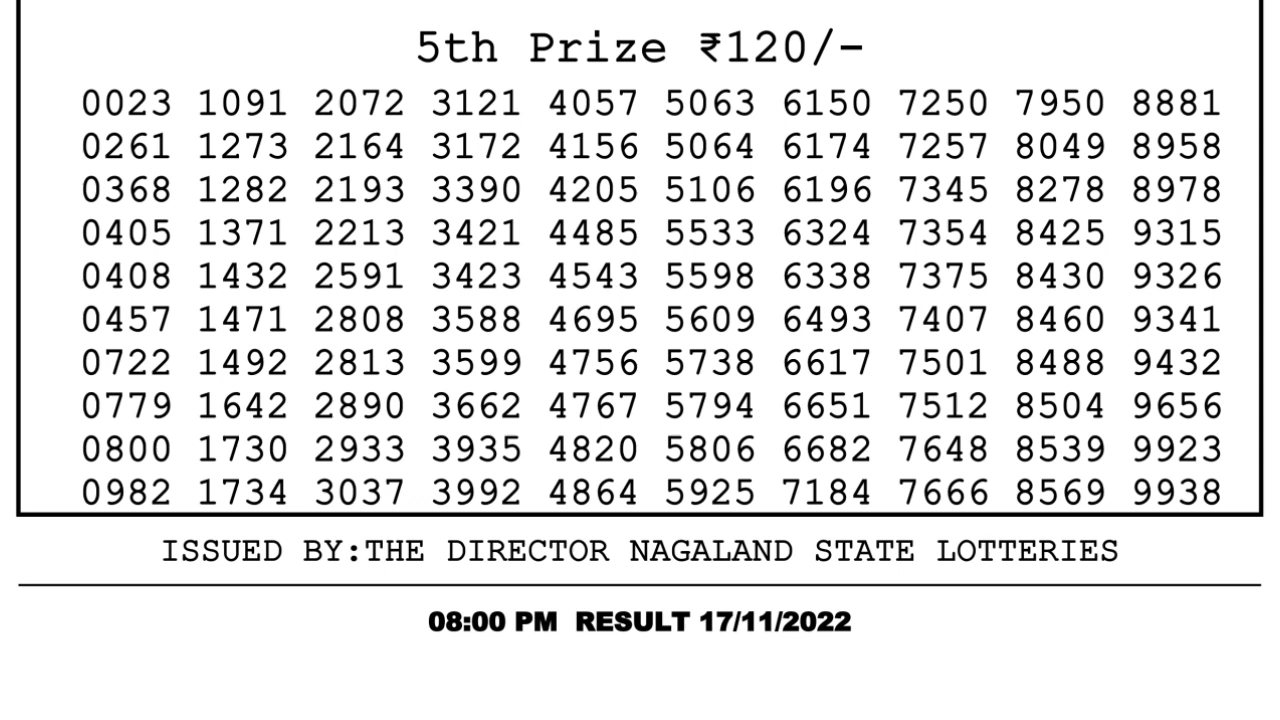 5th Prize ₹120/-
0023 1091 2072 3121 4057 5063 6150 7250 7950 8881
0261 1273 2164 3172 4156 5064 6174 7257 8049 8958
0368 1282 2193 3390 4205 5106 6196 7345 8278 8978
0405 1371 2213 3421 4485 5533 6324 7354 8425 9315
0408 1432 2591 3423 4543 5598 6338 7375 8430 9326
0457 1471 2808 3588 4695 5609 6493 7407 8460 9341
0722 1492 2813 3599 4756 5738 6617 7501 8488 9432
0779 1642 2890 3662 4767 5794 6651 7512 8504 9656
0800 1730 2933 3935 4820 5806 6682 7648 8539 9923
0982 1734 3037 3992 4864 5925 7184 7666 8569 9938
ISSUED BY:THE DIRECTOR NAGALAND STATE LOTTERIES
08:00 PM RESULT 17/11/2022